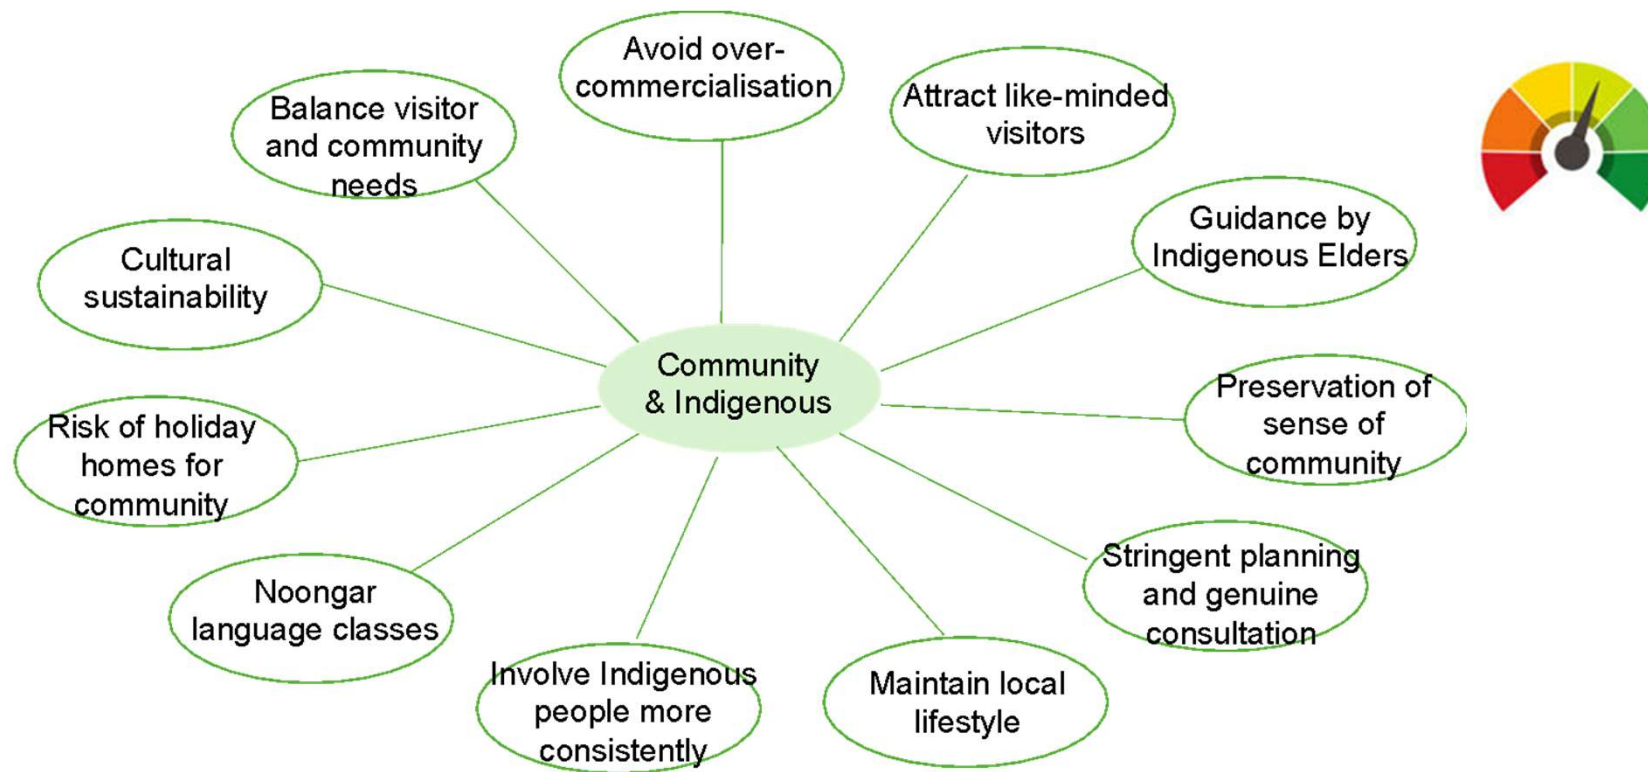 Avoid over-
commercialisation
Attract like-minded
visitors
Balance visitor
and community
needs
Guidance by
Indigenous Elders
Cultural
sustainability
Community
& Indigenous
Preservation of
sense of
community
Risk of holiday
homes for
community
Stringent planning
and genuine
consultation
Noongar
language classes
Involve Indigenous
people more
consistently
Maintain local
lifestyle